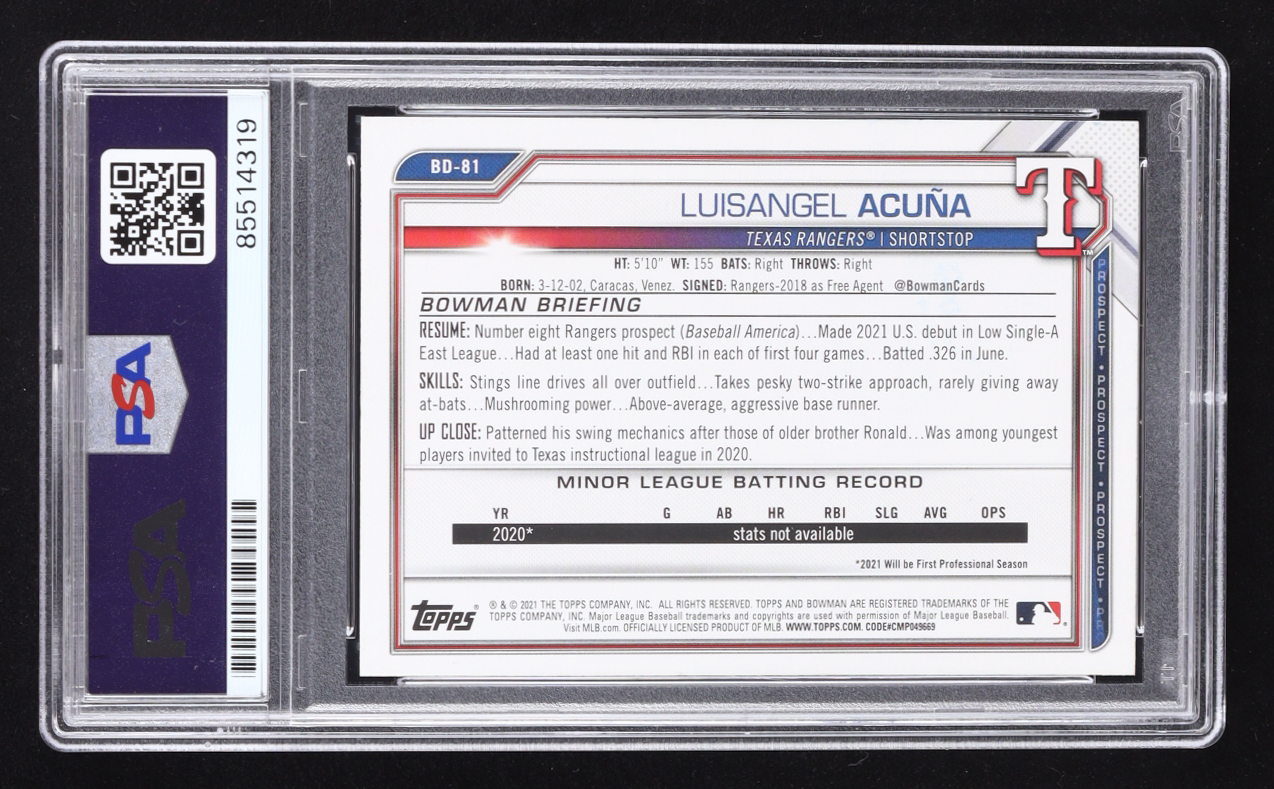 85514319
PSA
PSA
BD-81
LUISANGEL ACUÑA
TEXAS RANGERS® | SHORTSTOP
T
™
HT: 5'10" WT: 155 BATS: Right THROWS: Right
BORN: 3-12-02, Caracas, Venez. SIGNED: Rangers-2018 as Free Agent @BowmanCards
BOWMAN BRIEFING
RESUME: Number eight Rangers prospect (Baseball America)...Made 2021 U.S. debut in Low Single-A
East League...Had at least one hit and RBI in each of first four games...Batted .326 in June.
SKILLS: Stings line drives all over outfield...Takes pesky two-strike approach, rarely giving away
at-bats...Mushrooming power...Above-average, aggressive base runner.
UP CLOSE: Patterned his swing mechanics after those of older brother Ronald...Was among youngest
players invited to Texas instructional league in 2020.
MINOR LEAGUE BATTING RECORD
YR G AB HR RBI SLG AVG OPS
2020* stats not available
*2021 Will be First Professional Season
Topps® ® & © 2021 THE TOPPS COMPANY, INC. ALL RIGHTS RESERVED. TOPPS AND BOWMAN ARE REGISTERED TRADEMARKS OF THE
TOPPS COMPANY, INC. Major League Baseball trademarks and copyrights are used with permission of Major League Baseball.
Visit MLB.com. OFFICIALLY LICENSED PRODUCT OF MLB. WWW.TOPPS.COM. CODE#CMP049669
PROSPECT • PROSPECT • PROSPECT • PR
PSA